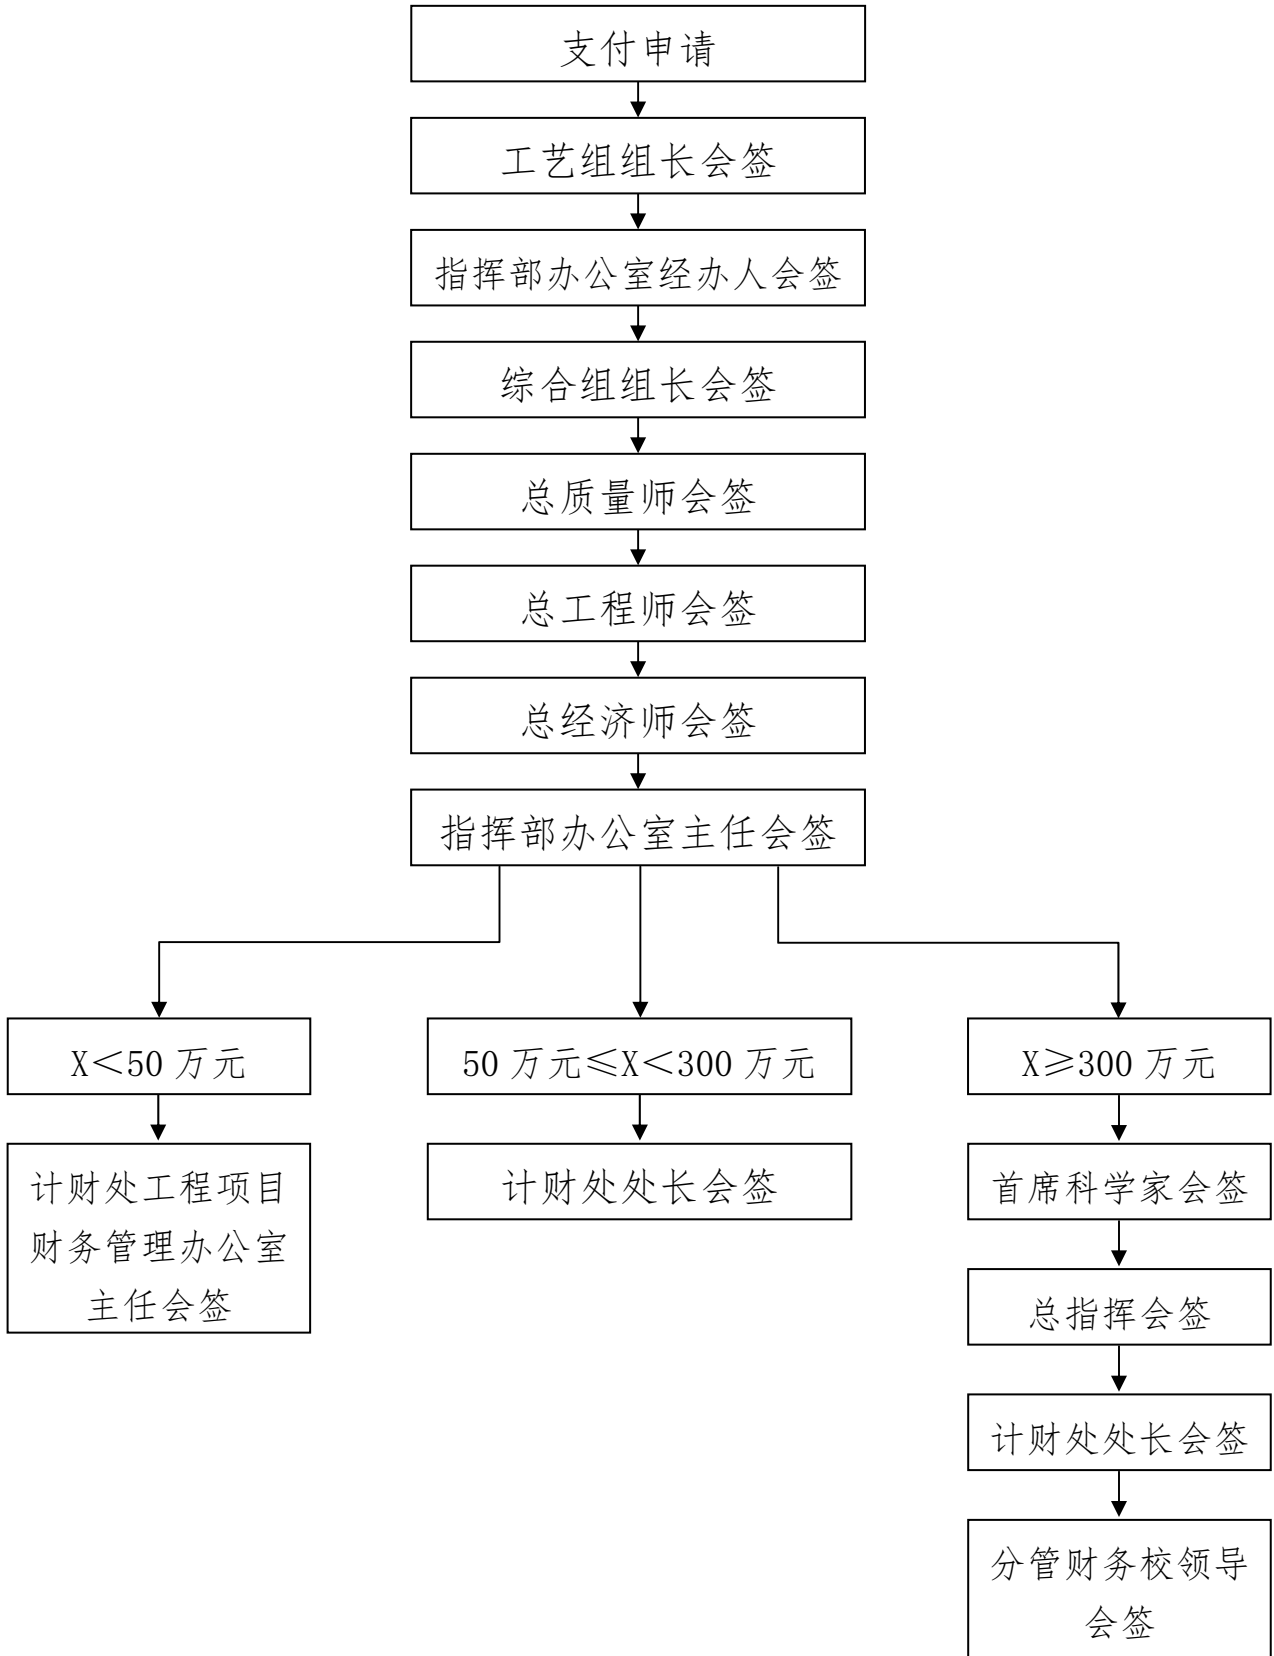 支付申请
工艺组组长会签
指挥部办公室经办人会签
综合组组长会签
总质量师会签
总工程师会签
总经济师会签
指挥部办公室主任会签
X＜50 万元
50 万元≤X＜300 万元
X≥300 万元
计财处工程项目
财务管理办公室
主任会签
计财处处长会签
首席科学家会签
总指挥会签
计财处处长会签
分管财务校领导
会签